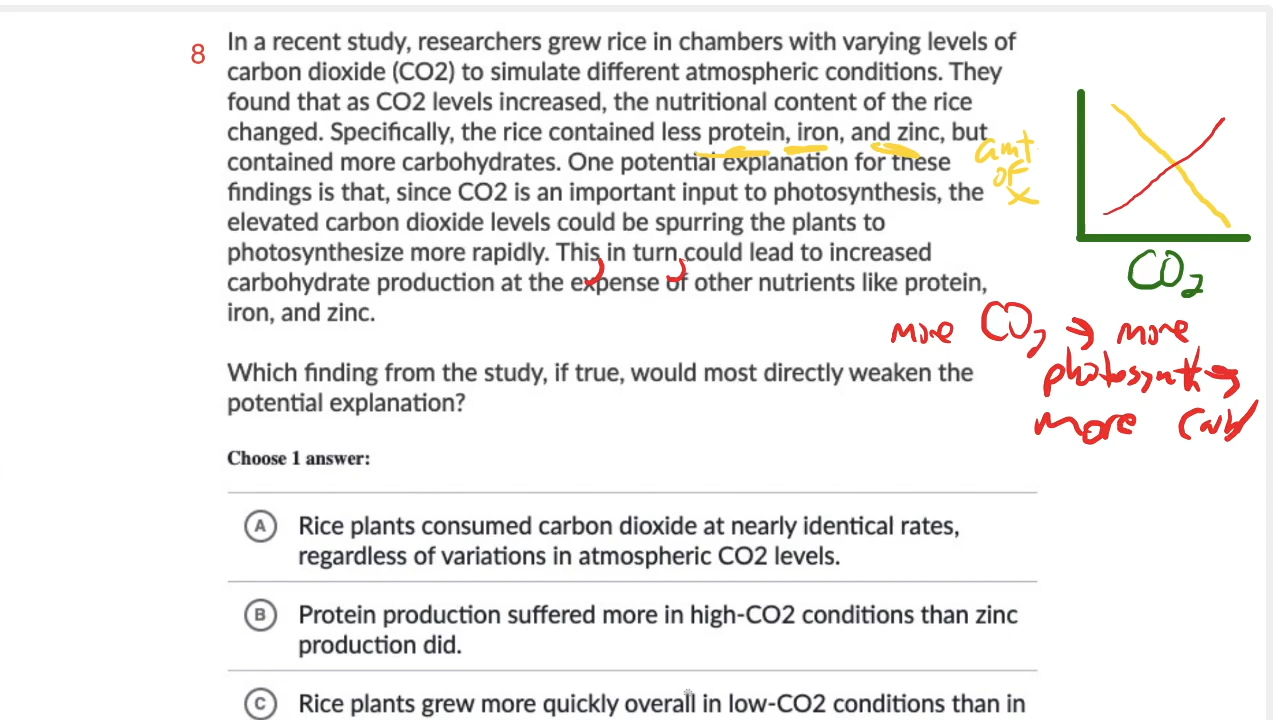 8
In a recent study, researchers grew rice in chambers with varying levels of
carbon dioxide (CO2) to simulate different atmospheric conditions. They
found that as CO2 levels increased, the nutritional content of the rice
changed. Specifically, the rice contained less protein, iron, and zinc, but
contained more carbohydrates. One potential explanation for these
findings is that, since CO2 is an important input to photosynthesis, the
elevated carbon dioxide levels could be spurring the plants to
photosynthesize more rapidly. This in turn could lead to increased
carbohydrate production at the expense of other nutrients like protein,
iron, and zinc.
amt
of
x
CO2
more CO2 → more
photosynth →
more carb
Which finding from the study, if true, would most directly weaken the
potential explanation?
Choose 1 answer:
A Rice plants consumed carbon dioxide at nearly identical rates,
regardless of variations in atmospheric CO2 levels.
B Protein production suffered more in high-CO2 conditions than zinc
production did.
C Rice plants grew more quickly overall in low-CO2 conditions than in